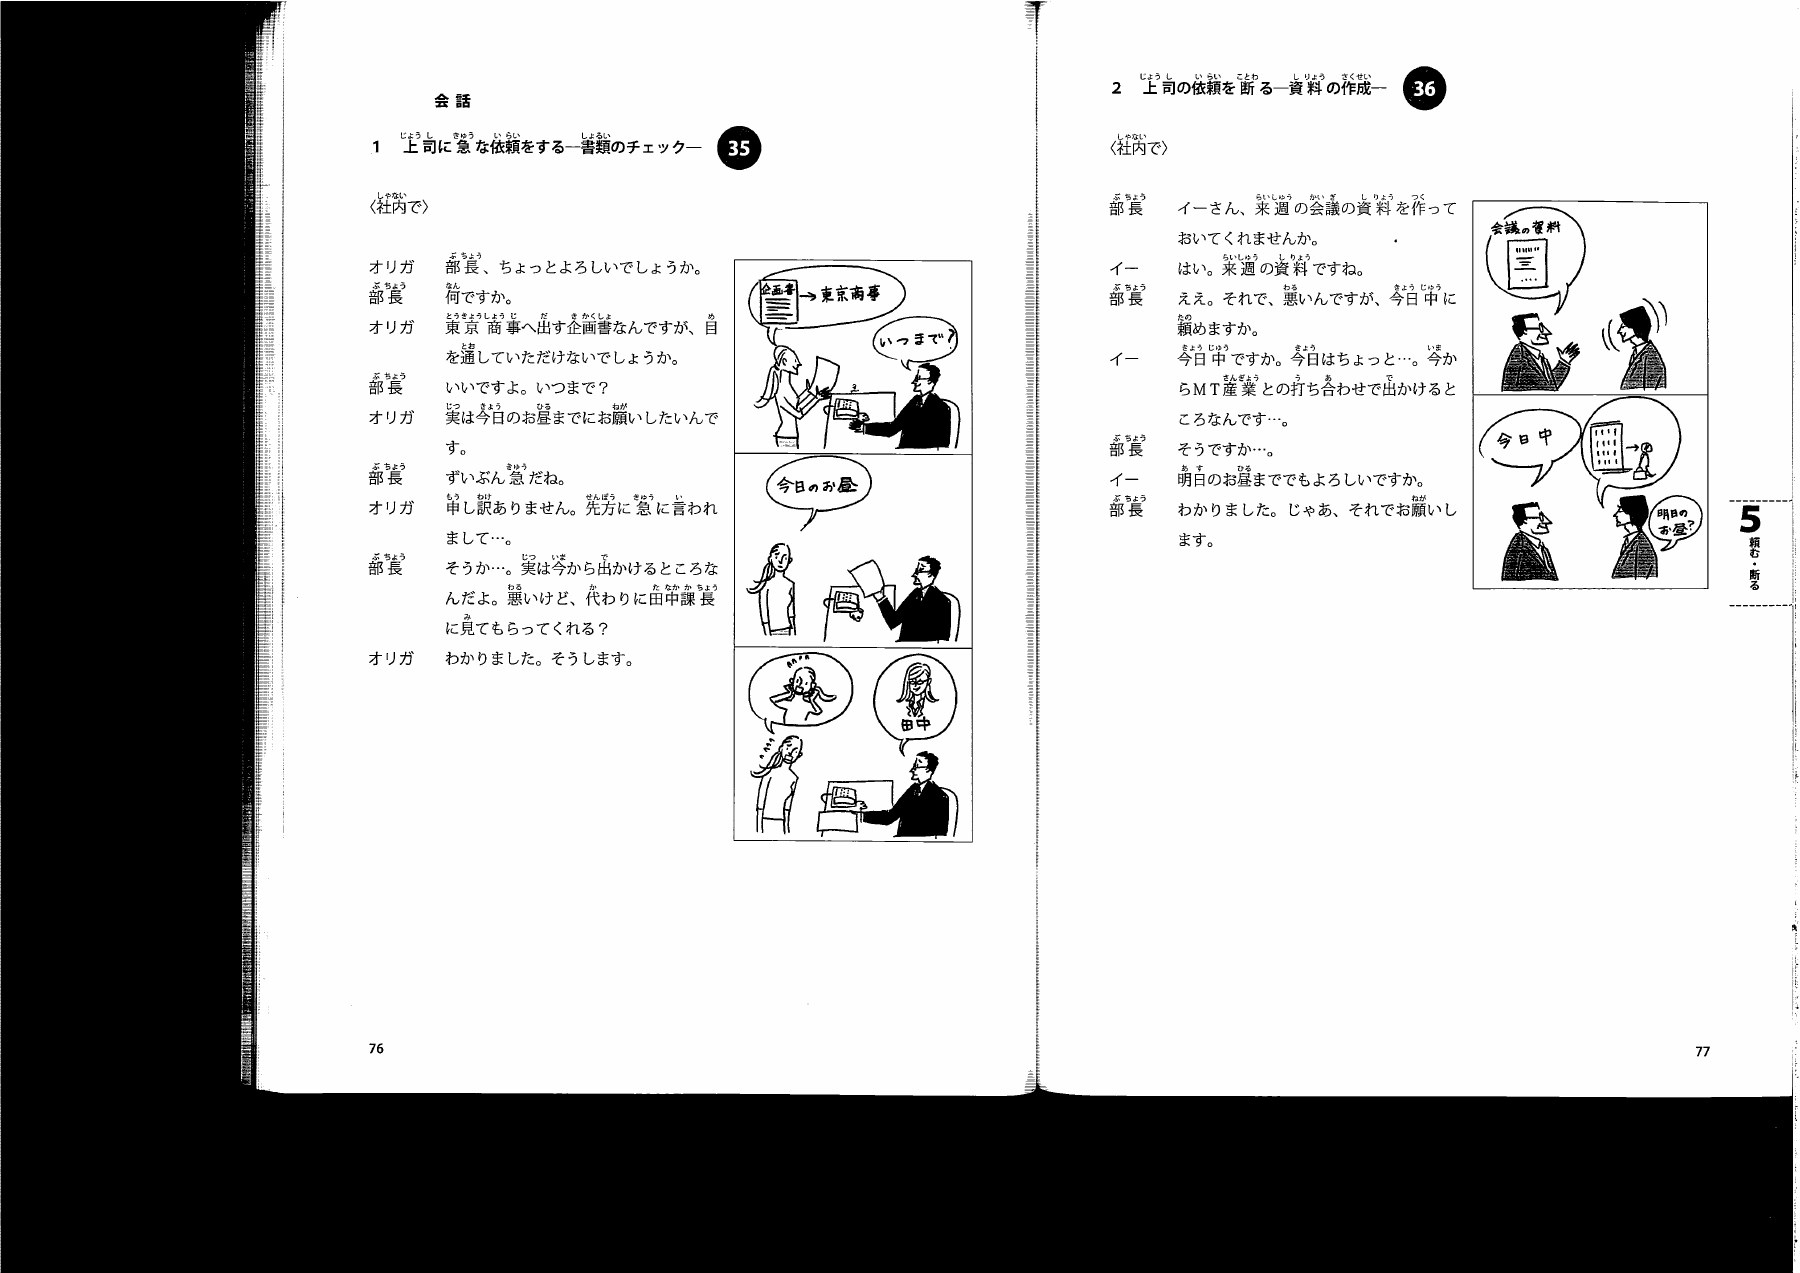 会話
1 上司に急な依頼をする―書類のチェック― 35
〈社内で〉
オリガ 部長、ちょっとよろしいでしょうか。
部長 何ですか。
オリガ 東京商事へ出す企画書なんですが、目
を通していただけないでしょうか。
部長 いいですよ。いつまで？
オリガ 実は今日のお昼までにお願いしたいんで
す。
部長 ずいぶん急だね。
オリガ 申し訳ありません。先方に急に言われ
まして…。
部長 そうか…。実は今から出かけるところな
んだよ。悪いけど、代わりに田中課長
に見てもらってくれる？
オリガ わかりました。そうします。
企画書→東京商事
いつまで？
今日のお昼
田中
76
2 上司の依頼を断る―資料の作成― 36
〈社内で〉
部長 イーさん、来週の会議の資料を作って
おいてくれませんか。
イー はい。来週の資料ですね。
部長 ええ。それで、悪いんですが、今日中に
頼めますか。
イー 今日中ですか。今日はちょっと…。今か
らMT産業との打ち合わせで出かけると
ころなんです…。
部長 そうですか…。
イー 明日のお昼まででもよろしいですか。
部長 わかりました。じゃあ、それでお願いし
ます。
会議の資料
今日中
明日の
お昼？
5
頼む・断る
77